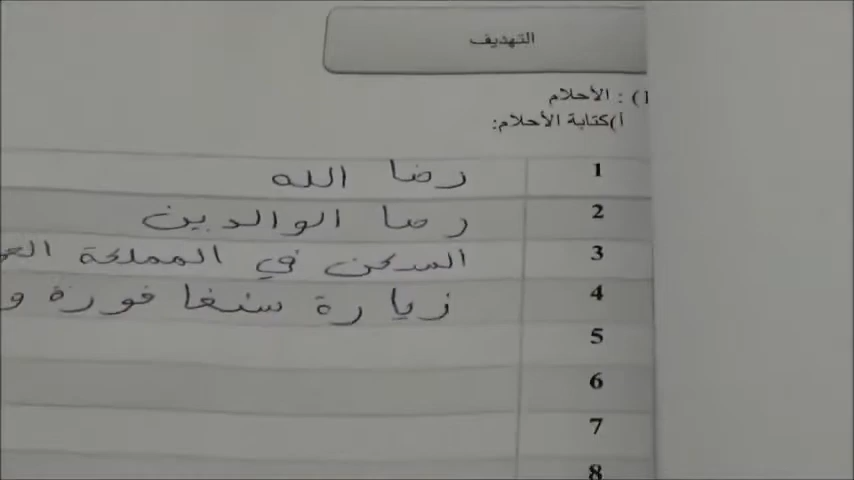 التهديف
1) : الأحلام
أ)كتابة الأحلام:
1 رضا الله
2 رضا الوالدين
3 السكن في المملكة
4 زيارة سنغافورة و
5
6
7
8